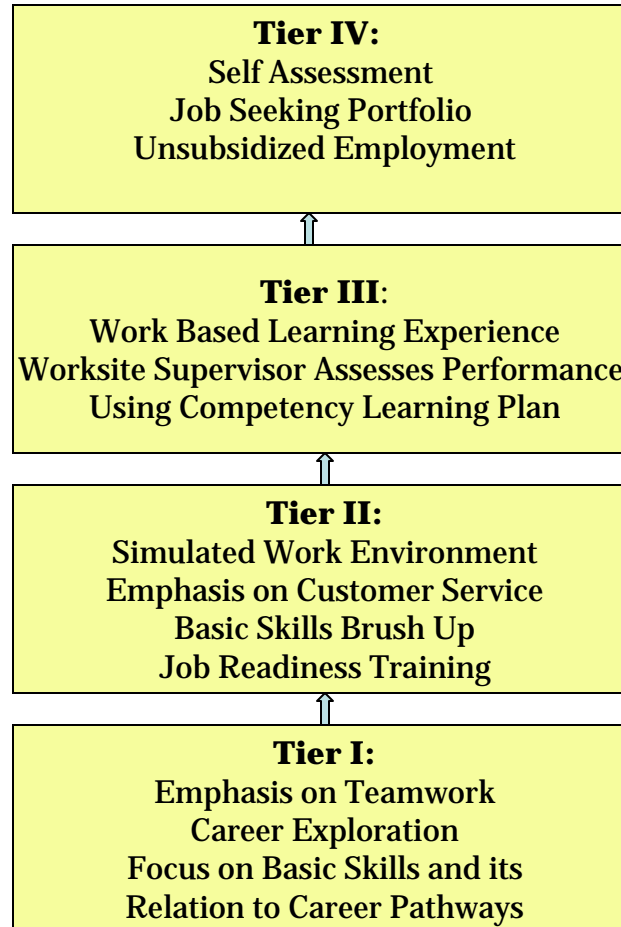 Tier IV:
Self Assessment
Job Seeking Portfolio
Unsubsidized Employment
Tier III:
Work Based Learning Experience
Worksite Supervisor Assesses Performance
Using Competency Learning Plan
Tier II:
Simulated Work Environment
Emphasis on Customer Service
Basic Skills Brush Up
Job Readiness Training
Tier I:
Emphasis on Teamwork
Career Exploration
Focus on Basic Skills and its
Relation to Career Pathways